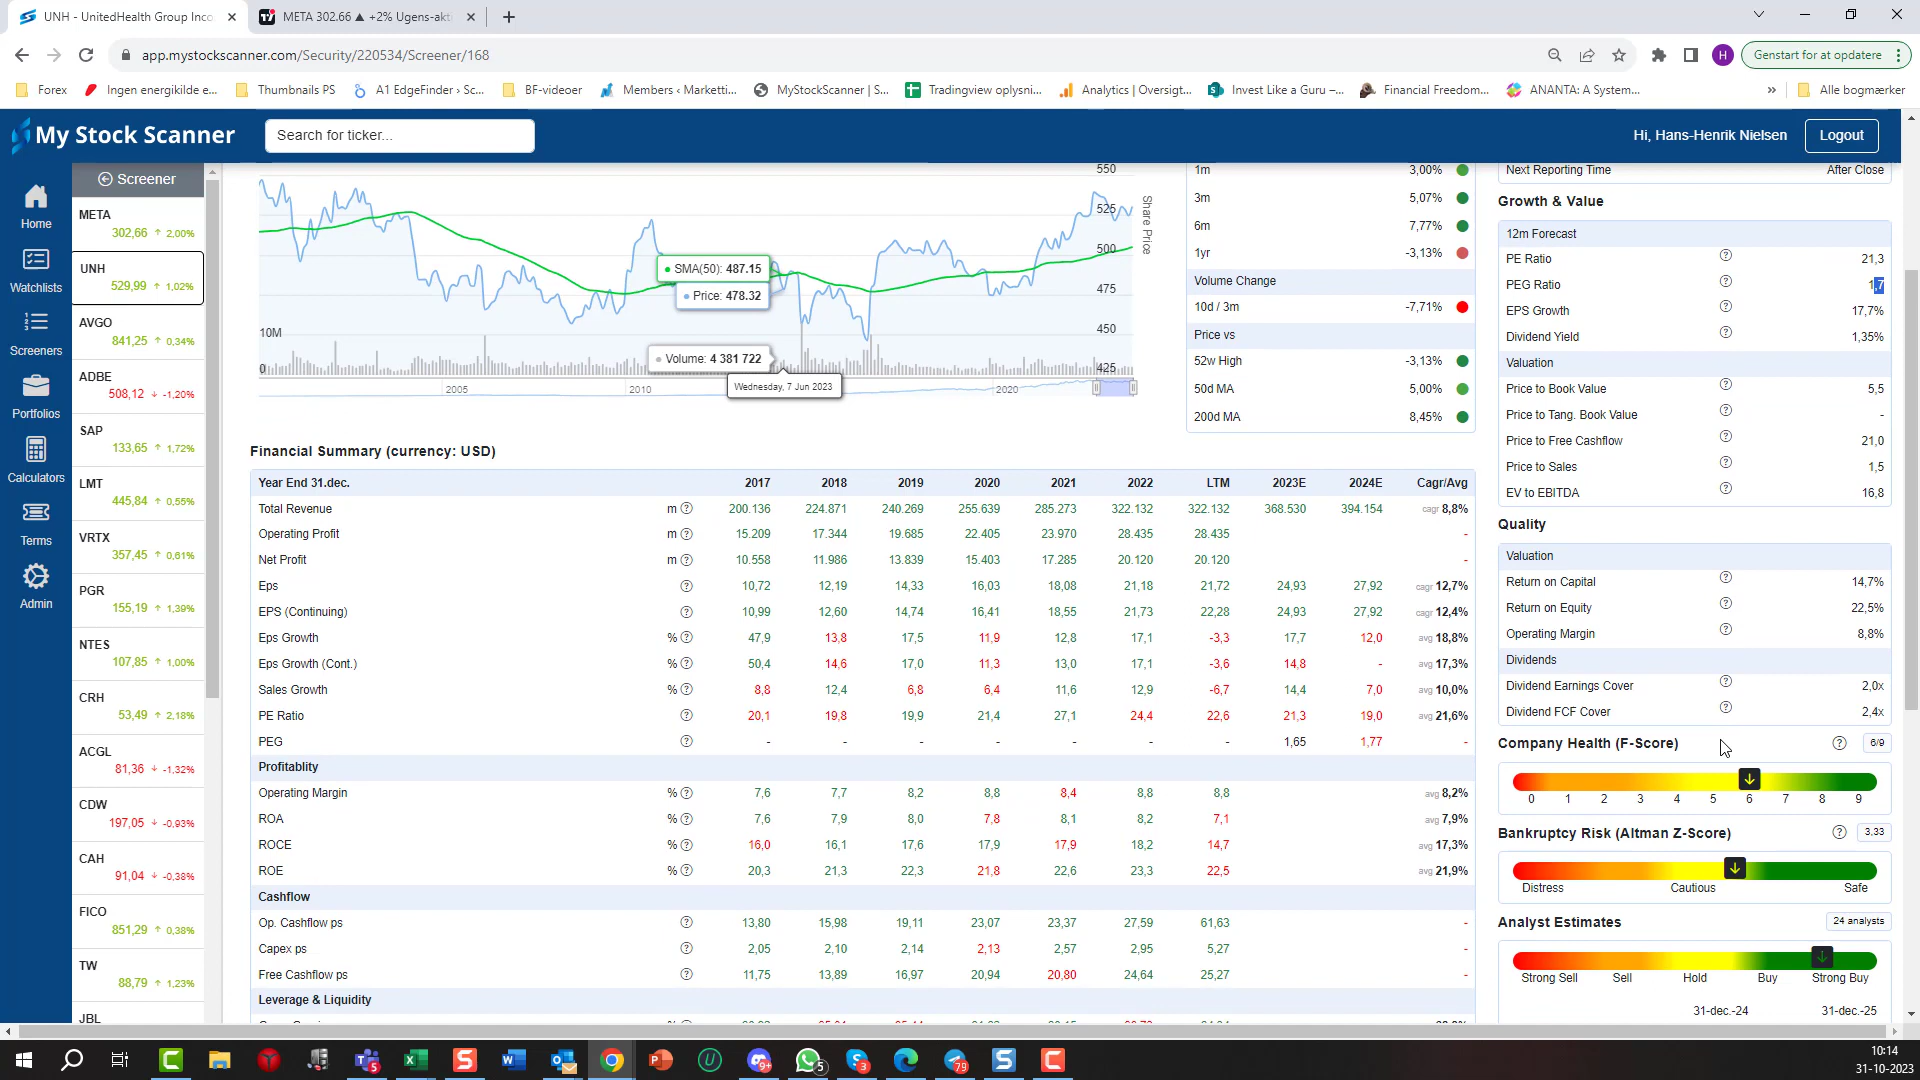 UNH - UnitedHealth Group Inco
META 302.66 ▲ +2% Ugens-akti
app.mystockscanner.com/Security/220534/Screener/168
H
Genstart for at opdatere
Forex
Ingen energikilde e...
Thumbnails PS
A1 EdgeFinder › Sc...
BF-videoer
Members ‹ Marketti...
MyStockScanner | S...
Tradingview oplysni...
Analytics | Oversigt...
Invest Like a Guru –...
Financial Freedom...
ANANTA: A System...
»
Alle bogmærker
My Stock Scanner
Search for ticker...
Hi, Hans-Henrik Nielsen
Logout
Home
Watchlists
Screeners
Portfolios
Calculators
Terms
Admin
Screener
META
302,66 ↑ 2,00%
UNH
529,99 ↑ 1,02%
AVGO
841,25 ↑ 0,34%
ADBE
508,12 ↓ -1,20%
SAP
133,65 ↑ 1,72%
LMT
445,84 ↑ 0,55%
VRTX
357,45 ↑ 0,61%
PGR
155,19 ↑ 1,39%
NTES
107,85 ↑ 1,00%
CRH
53,49 ↑ 2,18%
ACGL
81,36 ↓ -1,32%
CDW
197,05 ↓ -0,93%
CAH
91,04 ↓ -0,38%
FICO
851,29 ↑ 0,38%
TW
88,79 ↑ 1,23%
JBL
550
525
500
475
450
425
Share Price
10M
0
SMA(50): 487.15
Price: 478.32
Volume: 4 381 722
Wednesday, 7 Jun 2023
2005
2010
2020
1m 3,00%
3m 5,07%
6m 7,77%
1yr -3,13%
Volume Change
10d / 3m -7,71%
Price vs
52w High -3,13%
50d MA 5,00%
200d MA 8,45%
Financial Summary (currency: USD)
Year End 31.dec. 2017 2018 2019 2020 2021 2022 LTM 2023E 2024E Cagr/Avg
Total Revenue m 200.136 224.871 240.269 255.639 285.273 322.132 322.132 368.530 394.154 cagr 8,8%
Operating Profit m 15.209 17.344 19.685 22.405 23.970 28.435 28.435 -
Net Profit m 10.558 11.986 13.839 15.403 17.285 20.120 20.120 -
Eps 10,72 12,19 14,33 16,03 18,08 21,18 21,72 24,93 27,92 cagr 12,7%
EPS (Continuing) 10,99 12,60 14,74 16,41 18,55 21,73 22,28 24,93 27,92 cagr 12,4%
Eps Growth % 47,9 13,8 17,5 11,9 12,8 17,1 -3,3 17,7 12,0 avg 18,8%
Eps Growth (Cont.) % 50,4 14,6 17,0 11,3 13,0 17,1 -3,6 14,8 - avg 17,3%
Sales Growth % 8,8 12,4 6,8 6,4 11,6 12,9 -6,7 14,4 7,0 avg 10,0%
PE Ratio 20,1 19,8 19,9 21,4 27,1 24,4 22,6 21,3 19,0 avg 21,6%
PEG - - - - - - - 1,65 1,77 -
Profitablity
Operating Margin % 7,6 7,7 8,2 8,8 8,4 8,8 8,8 avg 8,2%
ROA % 7,6 7,9 8,0 7,8 8,1 8,2 7,1 avg 7,9%
ROCE % 16,0 16,1 17,6 17,9 17,9 18,2 14,7 avg 17,3%
ROE % 20,3 21,3 22,3 21,8 22,6 23,3 22,5 avg 21,9%
Cashflow
Op. Cashflow ps 13,80 15,98 19,11 23,07 23,37 27,59 61,63 -
Capex ps 2,05 2,10 2,14 2,13 2,57 2,95 5,27 -
Free Cashflow ps 11,75 13,89 16,97 20,94 20,80 24,64 25,27 -
Leverage & Liquidity
Next Reporting Time After Close
Growth & Value
12m Forecast
PE Ratio 21,3
PEG Ratio 1,7
EPS Growth 17,7%
Dividend Yield 1,35%
Valuation
Price to Book Value 5,5
Price to Tang. Book Value -
Price to Free Cashflow 21,0
Price to Sales 1,5
EV to EBITDA 16,8
Quality
Valuation
Return on Capital 14,7%
Return on Equity 22,5%
Operating Margin 8,8%
Dividends
Dividend Earnings Cover 2,0x
Dividend FCF Cover 2,4x
Company Health (F-Score) 6/9
0 1 2 3 4 5 6 7 8 9
Bankruptcy Risk (Altman Z-Score) 3,33
Distress Cautious Safe
Analyst Estimates 24 analysts
Strong Sell Sell Hold Buy Strong Buy
31-dec.-24 31-dec.-25
10:14
31-10-2023